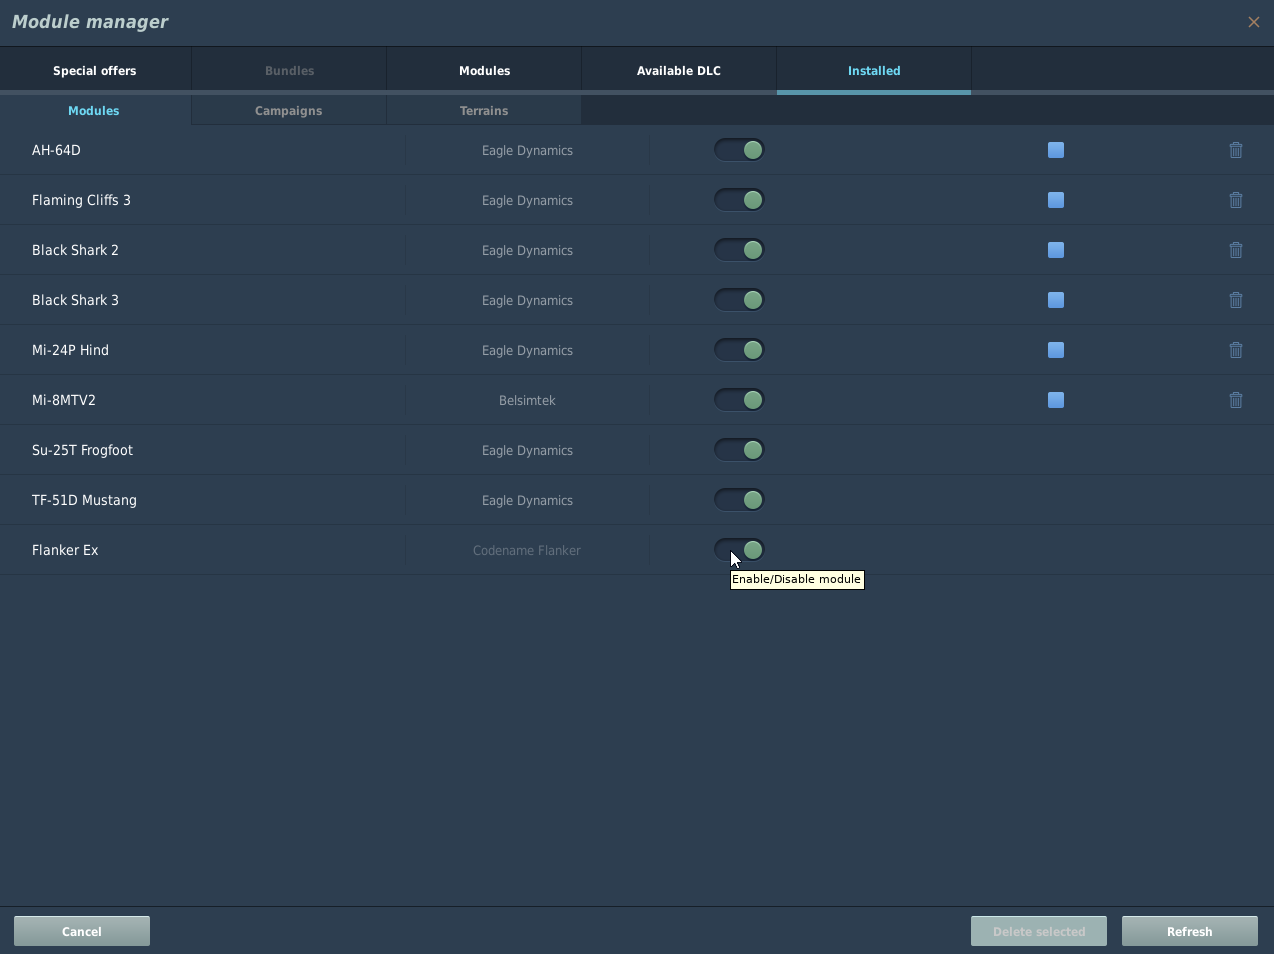 Module manager
Special offers
Bundles
Modules
Available DLC
Installed
Modules
Campaigns
Terrains
AH-64D
Eagle Dynamics
Flaming Cliffs 3
Eagle Dynamics
Black Shark 2
Eagle Dynamics
Black Shark 3
Eagle Dynamics
Mi-24P Hind
Eagle Dynamics
Mi-8MTV2
Belsimtek
Su-25T Frogfoot
Eagle Dynamics
TF-51D Mustang
Eagle Dynamics
Flanker Ex
Codename Flanker
Enable/Disable module
Cancel
Delete selected
Refresh